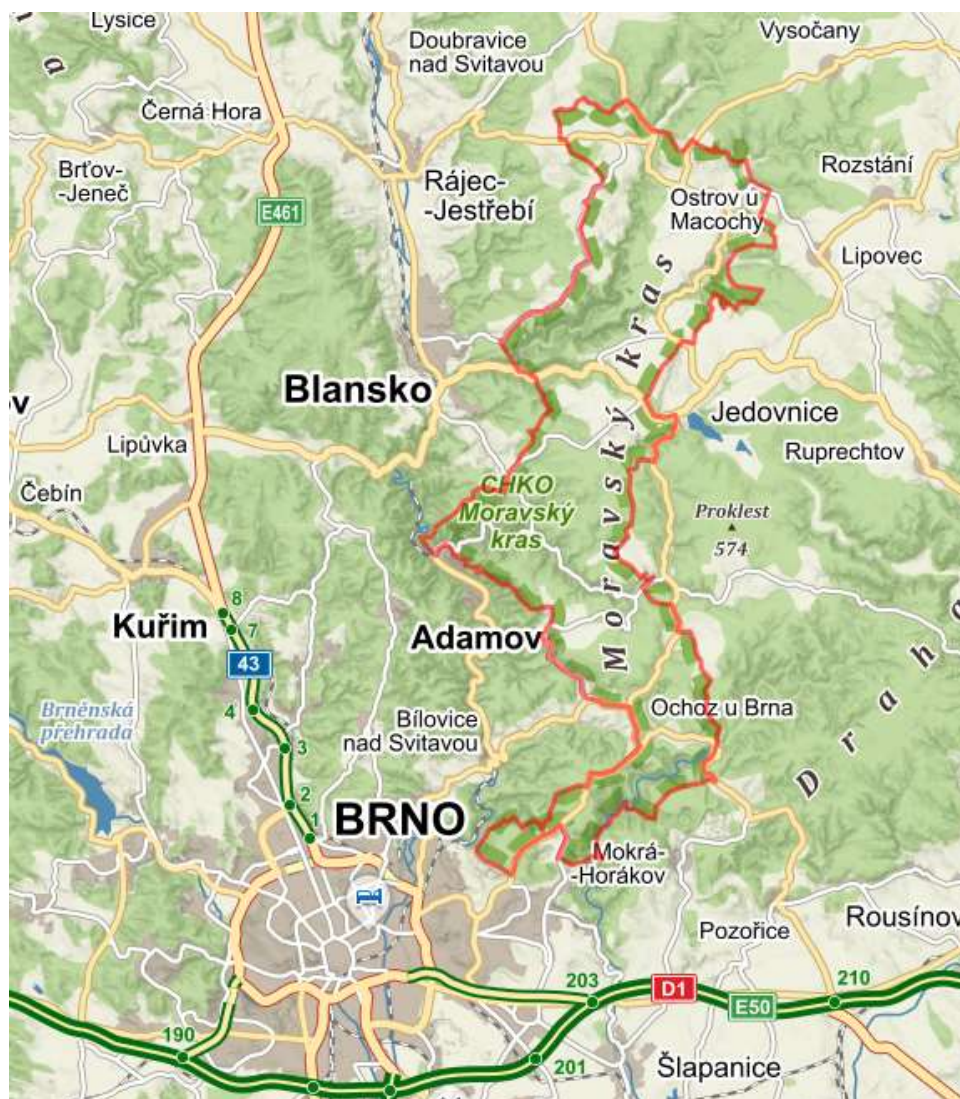 Lysice
Doubravice
nad Svitavou
Vysočany
a
Černá Hora
Brťov-
-Jeneč
Rájec-
-Jestřebí
Rozstání
Ostrov u
Macochy
E461
Lipovec
Moravský kras
Blansko
Jedovnice
Lipůvka
Ruprechtov
Čebín
CHKO
Moravský
kras
Proklest
574
8
7
Kuřim
43
Adamov
4
3
2
1
Brněnská
přehrada
Bílovice
nad Svitavou
Ochoz u Brna
Draha
BRNO
Mokrá-
-Horákov
Pozořice
Rousínov
203
D1
E50
210
190
201
Šlapanice